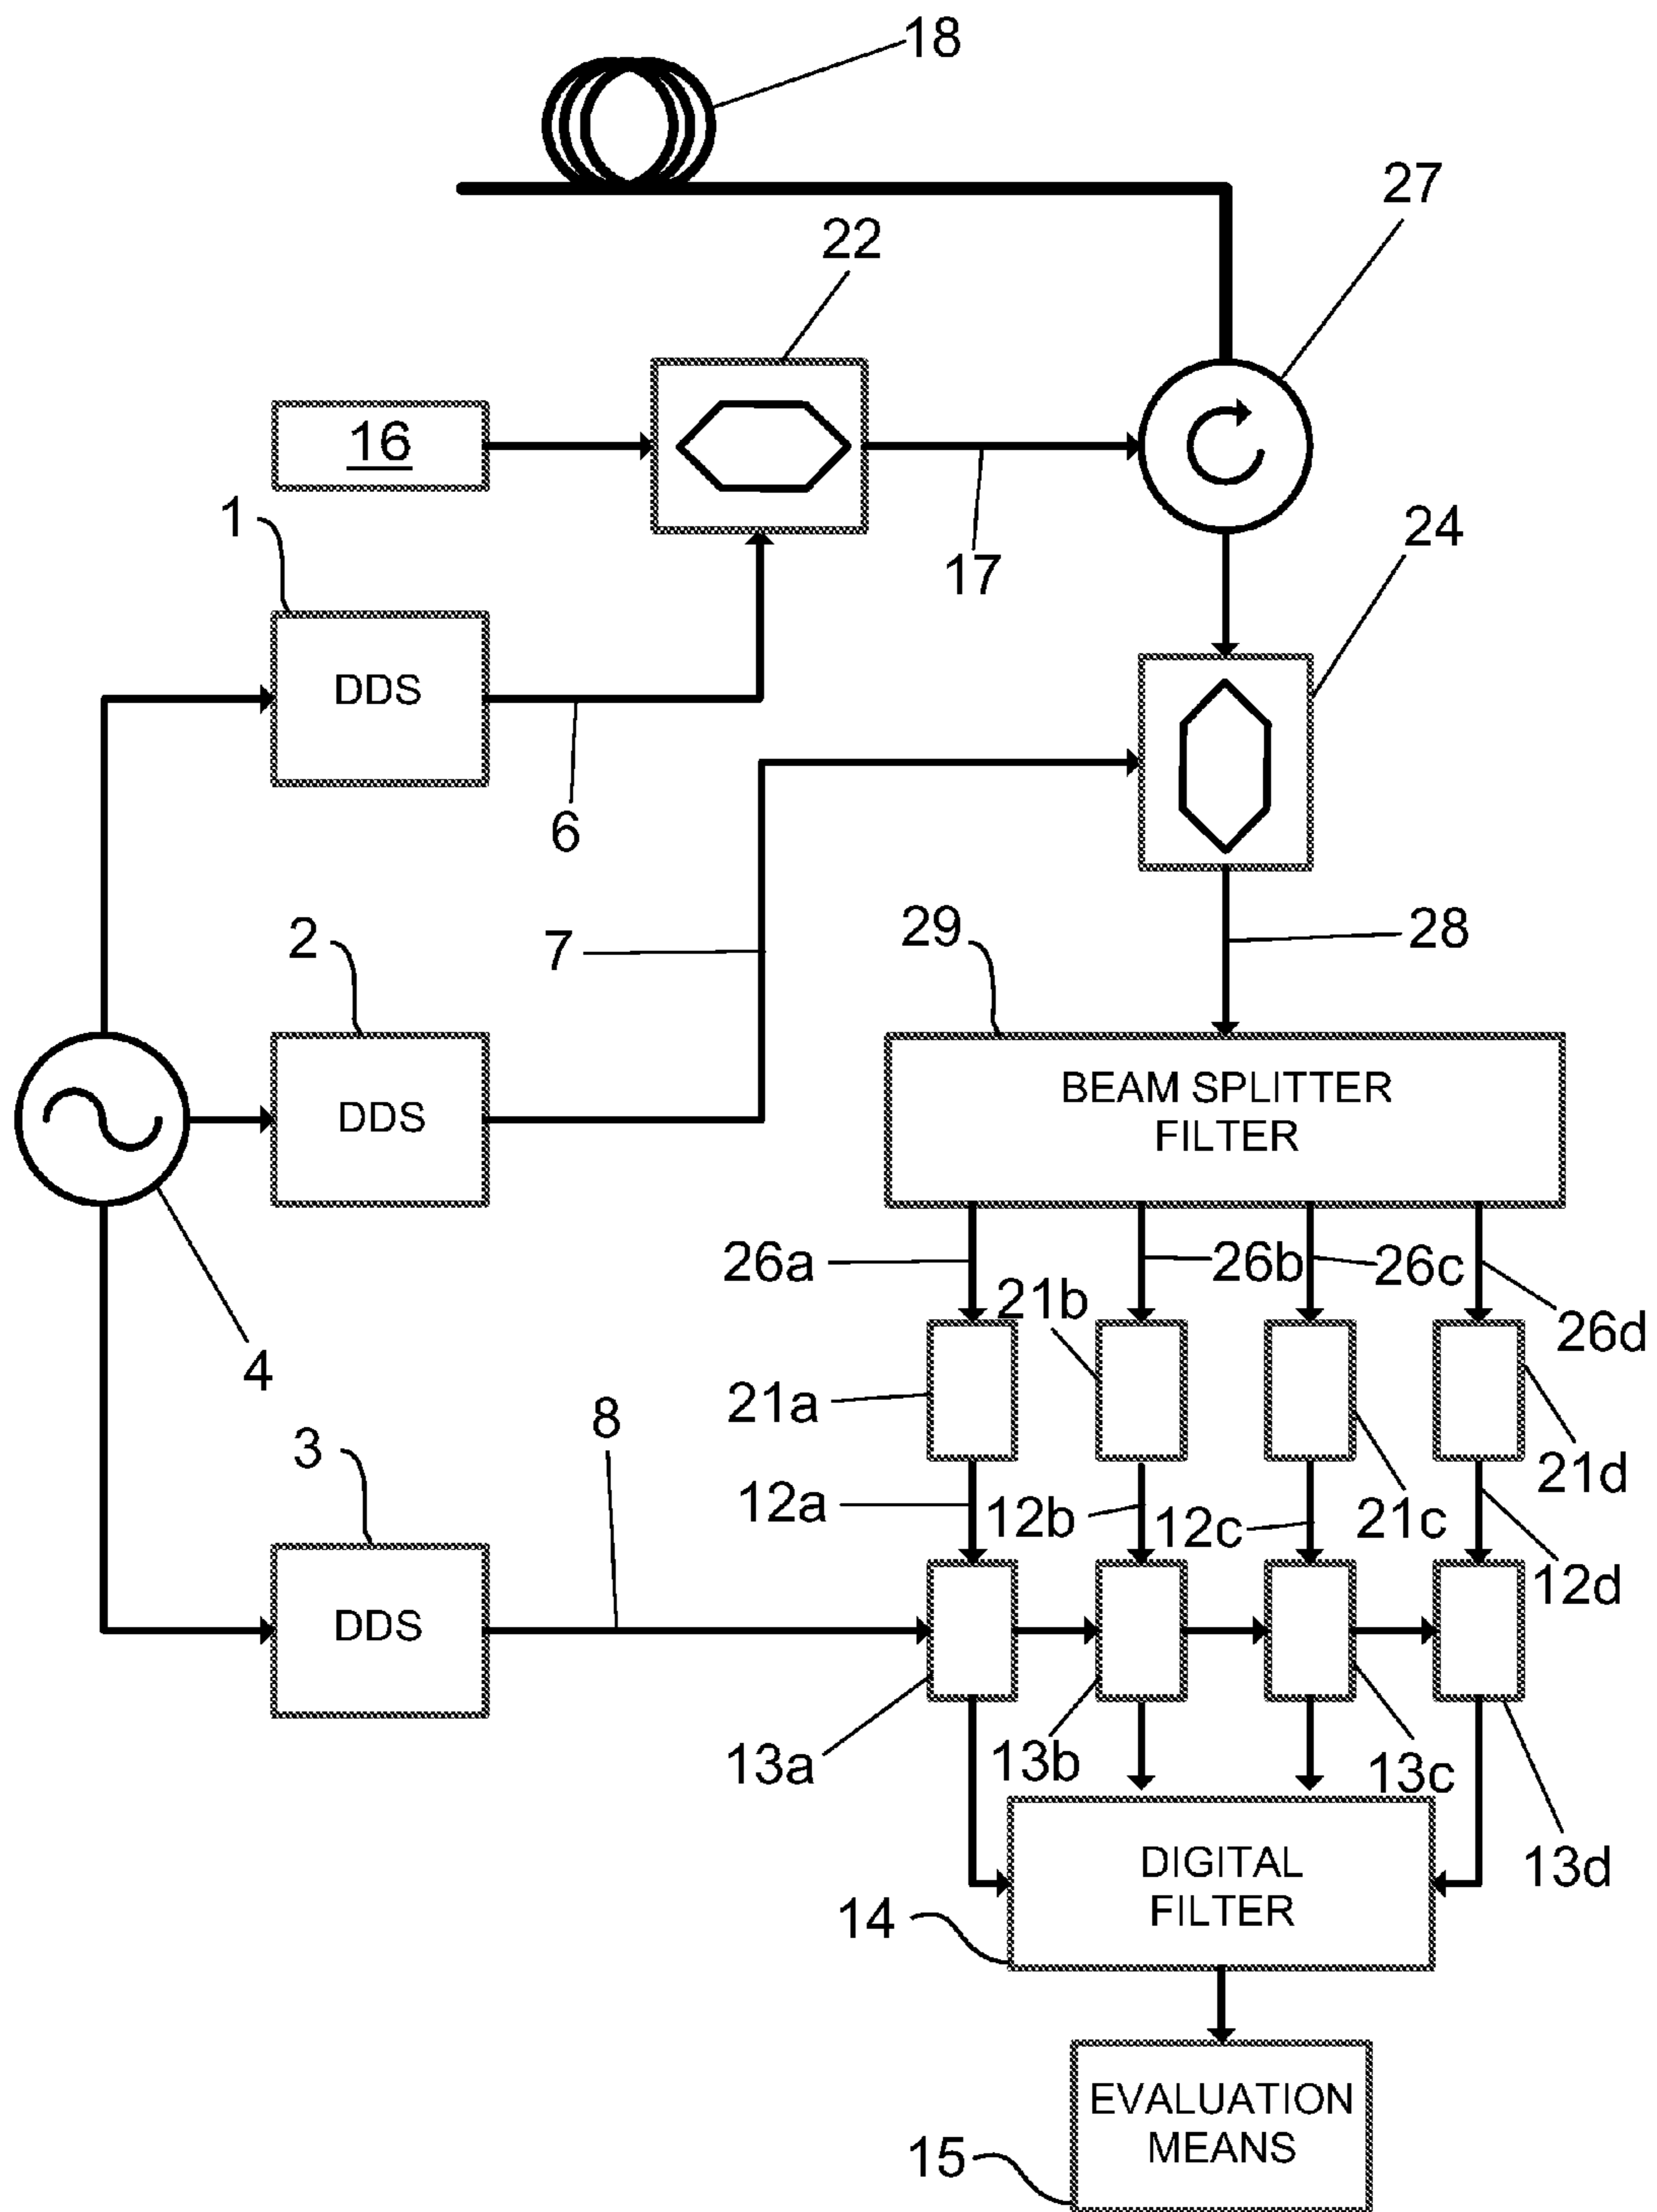 18
27
22
16
1
24
17
DDS
6
29
28
2
7
BEAM SPLITTER
FILTER
DDS
26a
26b
26c
21b
26d
4
21a
8
3
21d
12a
12b
12c
21c
12d
DDS
13a
13b
13c
DIGITAL
FILTER
13d
14
EVALUATION
MEANS
15